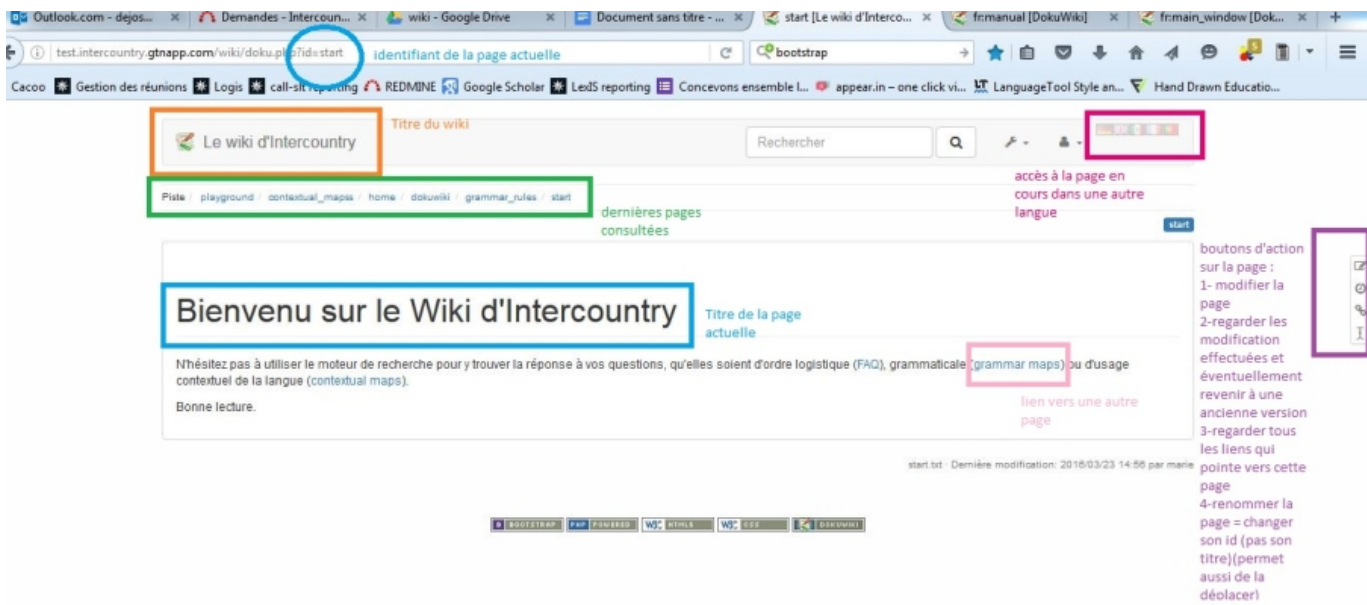 Outlook.com - dejos...
Demandes - Intercoun...
wiki - Google Drive
Document sans titre - ...
start [Le wiki d'Interco...
fr:manual [DokuWiki]
fr:main_window [Dok...
test.intercountry.gtnapp.com/wiki/doku.php?id=start
identifiant de la page actuelle
bootstrap
Cacoo
Gestion des réunions
Logis
call-sit reporting
REDMINE
Google Scholar
LexIS reporting
Concevons ensemble l...
appear.in – one click vi...
LanguageTool Style an...
Hand Drawn Educatio...
Le wiki d'Intercountry
Titre du wiki
Rechercher
accès à la page en
cours dans une autre
langue
Piste / playground / contextual_mapss / home / dokuwiki / grammar_rules / start
dernières pages
consultées
start
Bienvenu sur le Wiki d'Intercountry
Titre de la page
actuelle
N'hésitez pas à utiliser le moteur de recherche pour y trouver la réponse à vos questions, qu'elles soient d'ordre logistique (FAQ), grammaticale (grammar maps) ou d'usage
contextuel de la langue (contextual maps).
Bonne lecture.
lien vers une autre
page
boutons d'action
sur la page :
1- modifier la
page
2-regarder les
modification
effectuées et
éventuellement
revenir à une
ancienne version
3-regarder tous
les liens qui
pointe vers cette
page
4-renommer la
page = changer
son id (pas son
titre)(permet
aussi de la
déplacer)
start.txt · Dernière modification: 2016/03/23 14:56 par marie
BOOTSTRAP
PHP POWERED
W3C HTML5
W3C CSS
DOKUWIKI